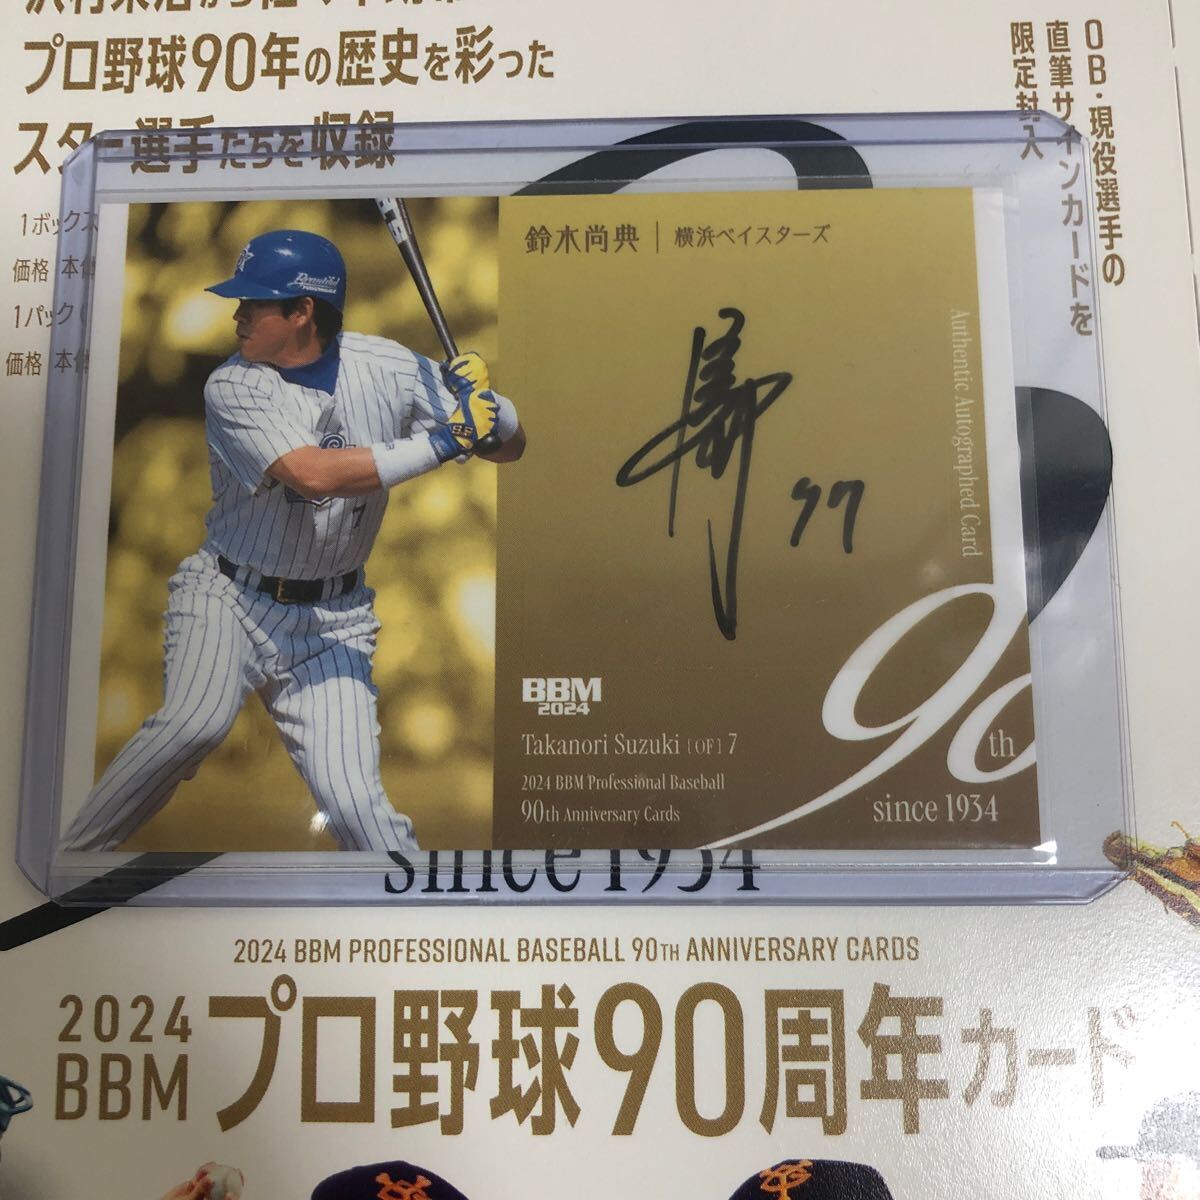 プロ野球90年の歴史を彩った
スター選手たちを収録
1ボックス
価格 本体
1パック
価格 本体
OB・現役選手の
直筆サインカードを
限定封入
鈴木尚典｜横浜ベイスターズ
Authentic Autographed Card
77
Beautiful
S.F
7
BBM
2024
Takanori Suzuki [OF] 7
2024 BBM Professional Baseball
90th Anniversary Cards
90th
since 1934
since 1934
2024 BBM PROFESSIONAL BASEBALL 90TH ANNIVERSARY CARDS
2024
BBM
プロ野球90周年カード